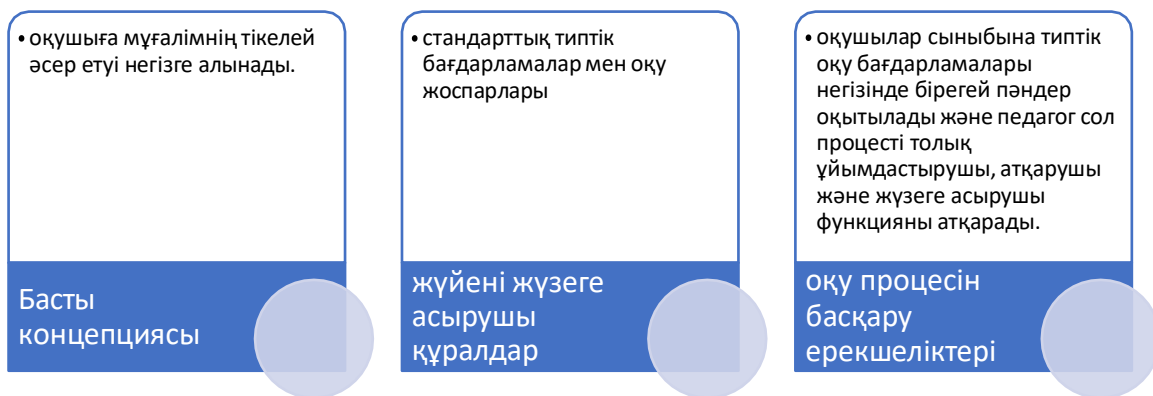 • оқушыға мұғалімнің тікелей
әсер етуі негізге алынады.
Басты
концепциясы
• стандарттық типтік
бағдарламалар мен оқу
жоспарлары
жүйені жүзеге
асырушы
құралдар
• оқушылар сыныбына типтік
оқу бағдарламалары
негізінде бірегей пәндер
оқытылады және педагог сол
процесті толық
ұйымдастырушы, атқарушы
және жүзеге асырушы
функцияны атқарады.
оқу процесін
басқару
ерекшеліктері